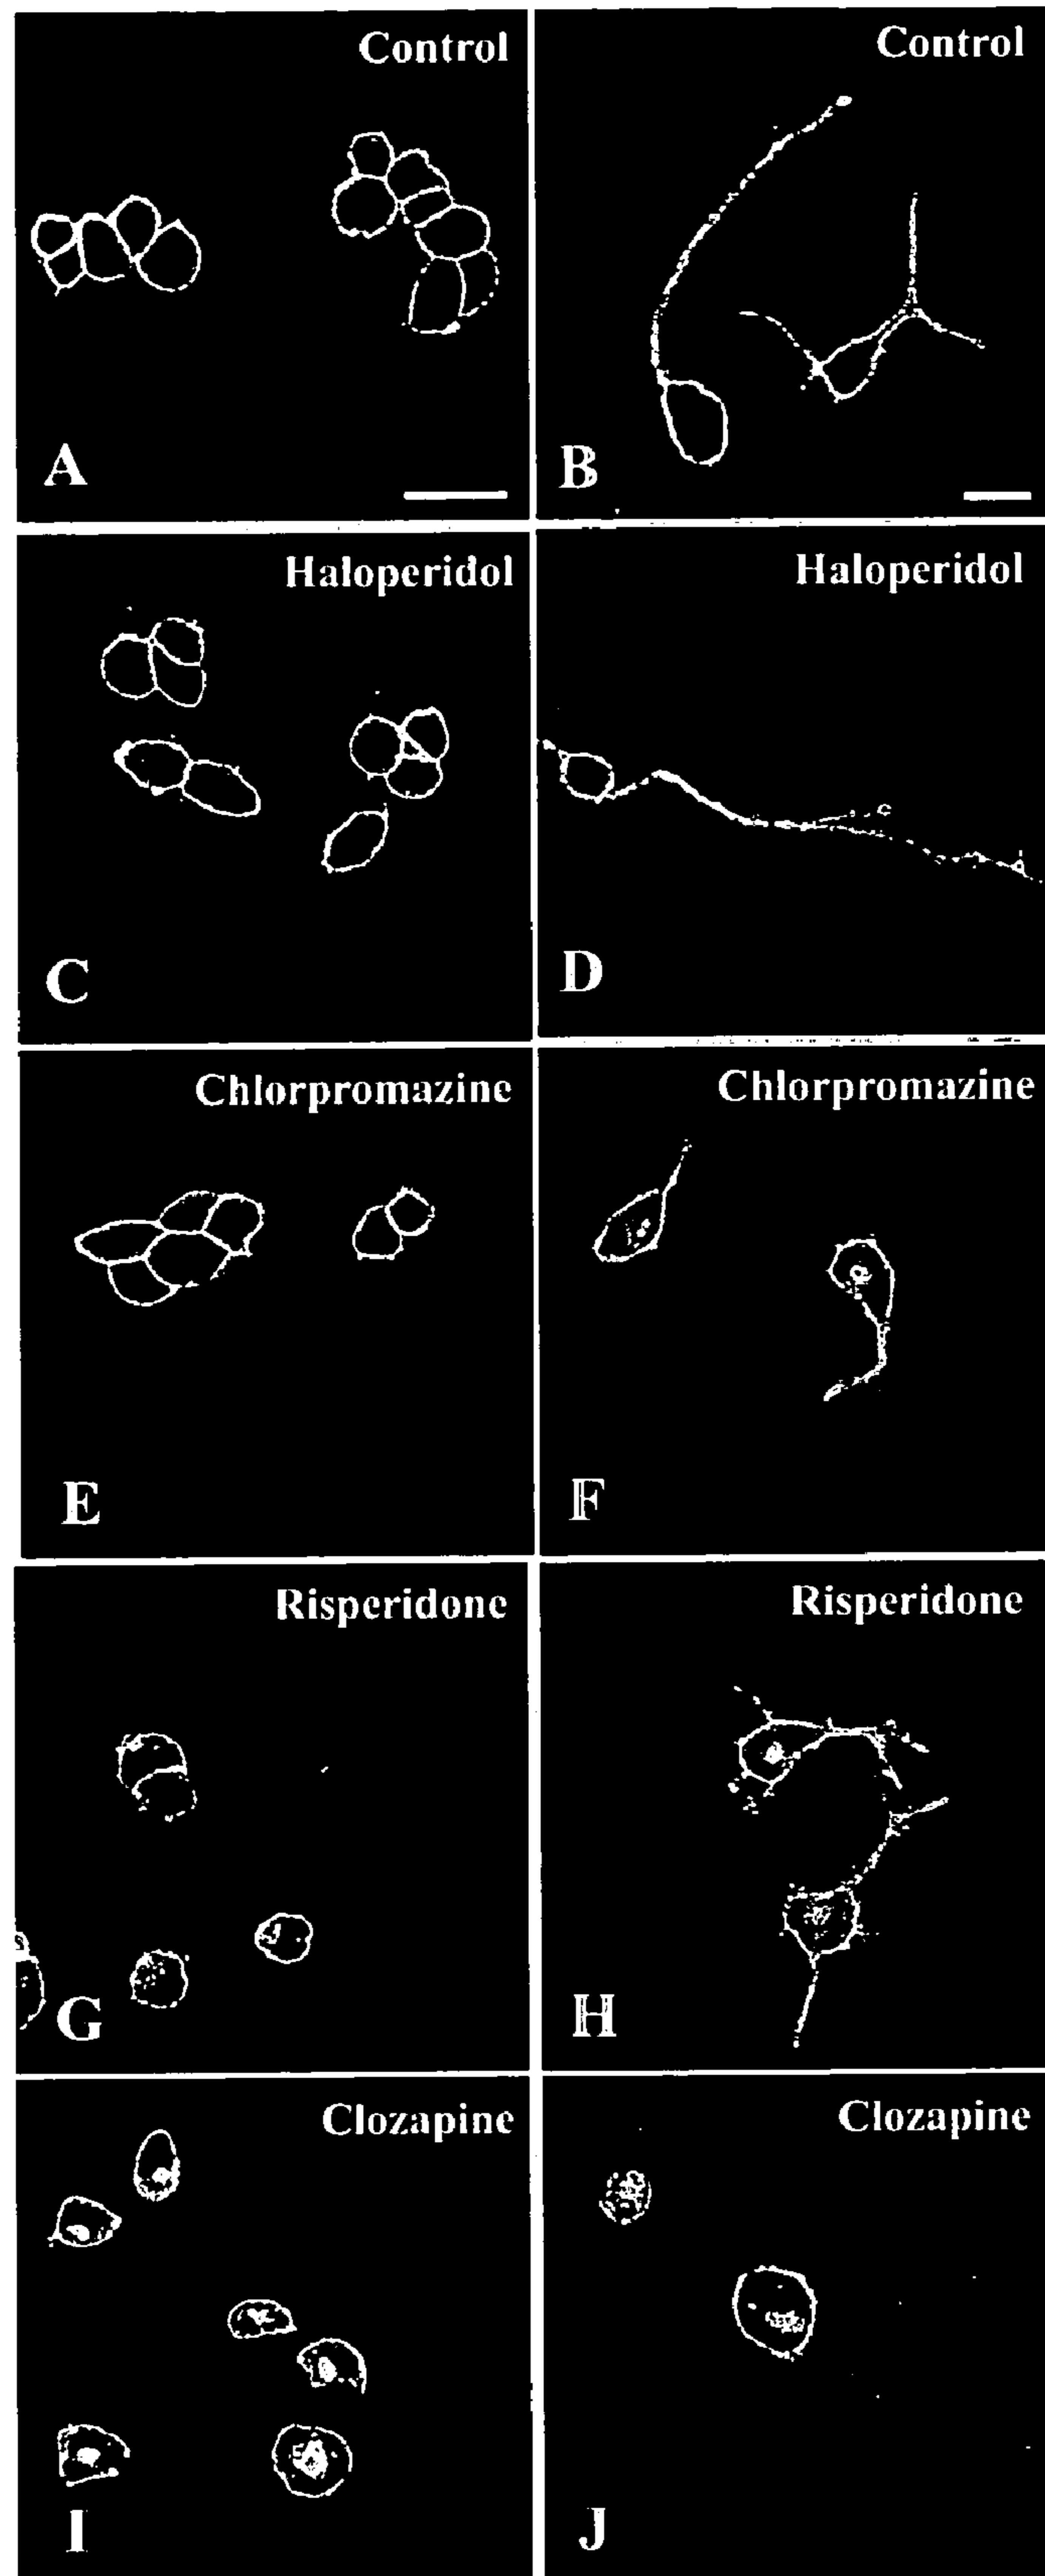 Control
Control
A
B
Haloperidol
Haloperidol
C
D
Chlorpromazine
Chlorpromazine
E
F
Risperidone
Risperidone
G
H
Clozapine
Clozapine
I
J